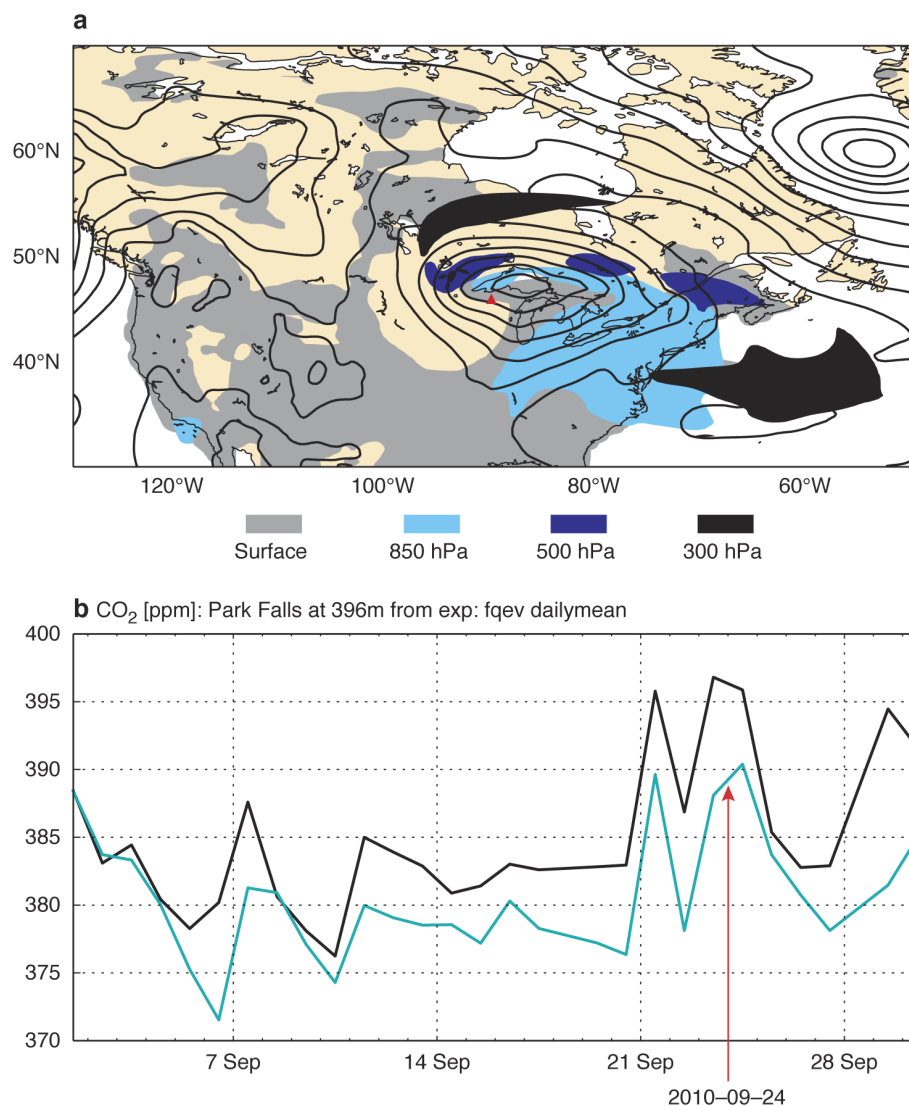 a
60°N
50°N
40°N
120°W 100°W 80°W 60°W
Surface 850 hPa 500 hPa 300 hPa
b CO₂ [ppm]: Park Falls at 396m from exp: fqev dailymean
400
395
390
385
380
375
370
7 Sep 14 Sep 21 Sep 28 Sep
2010–09–24